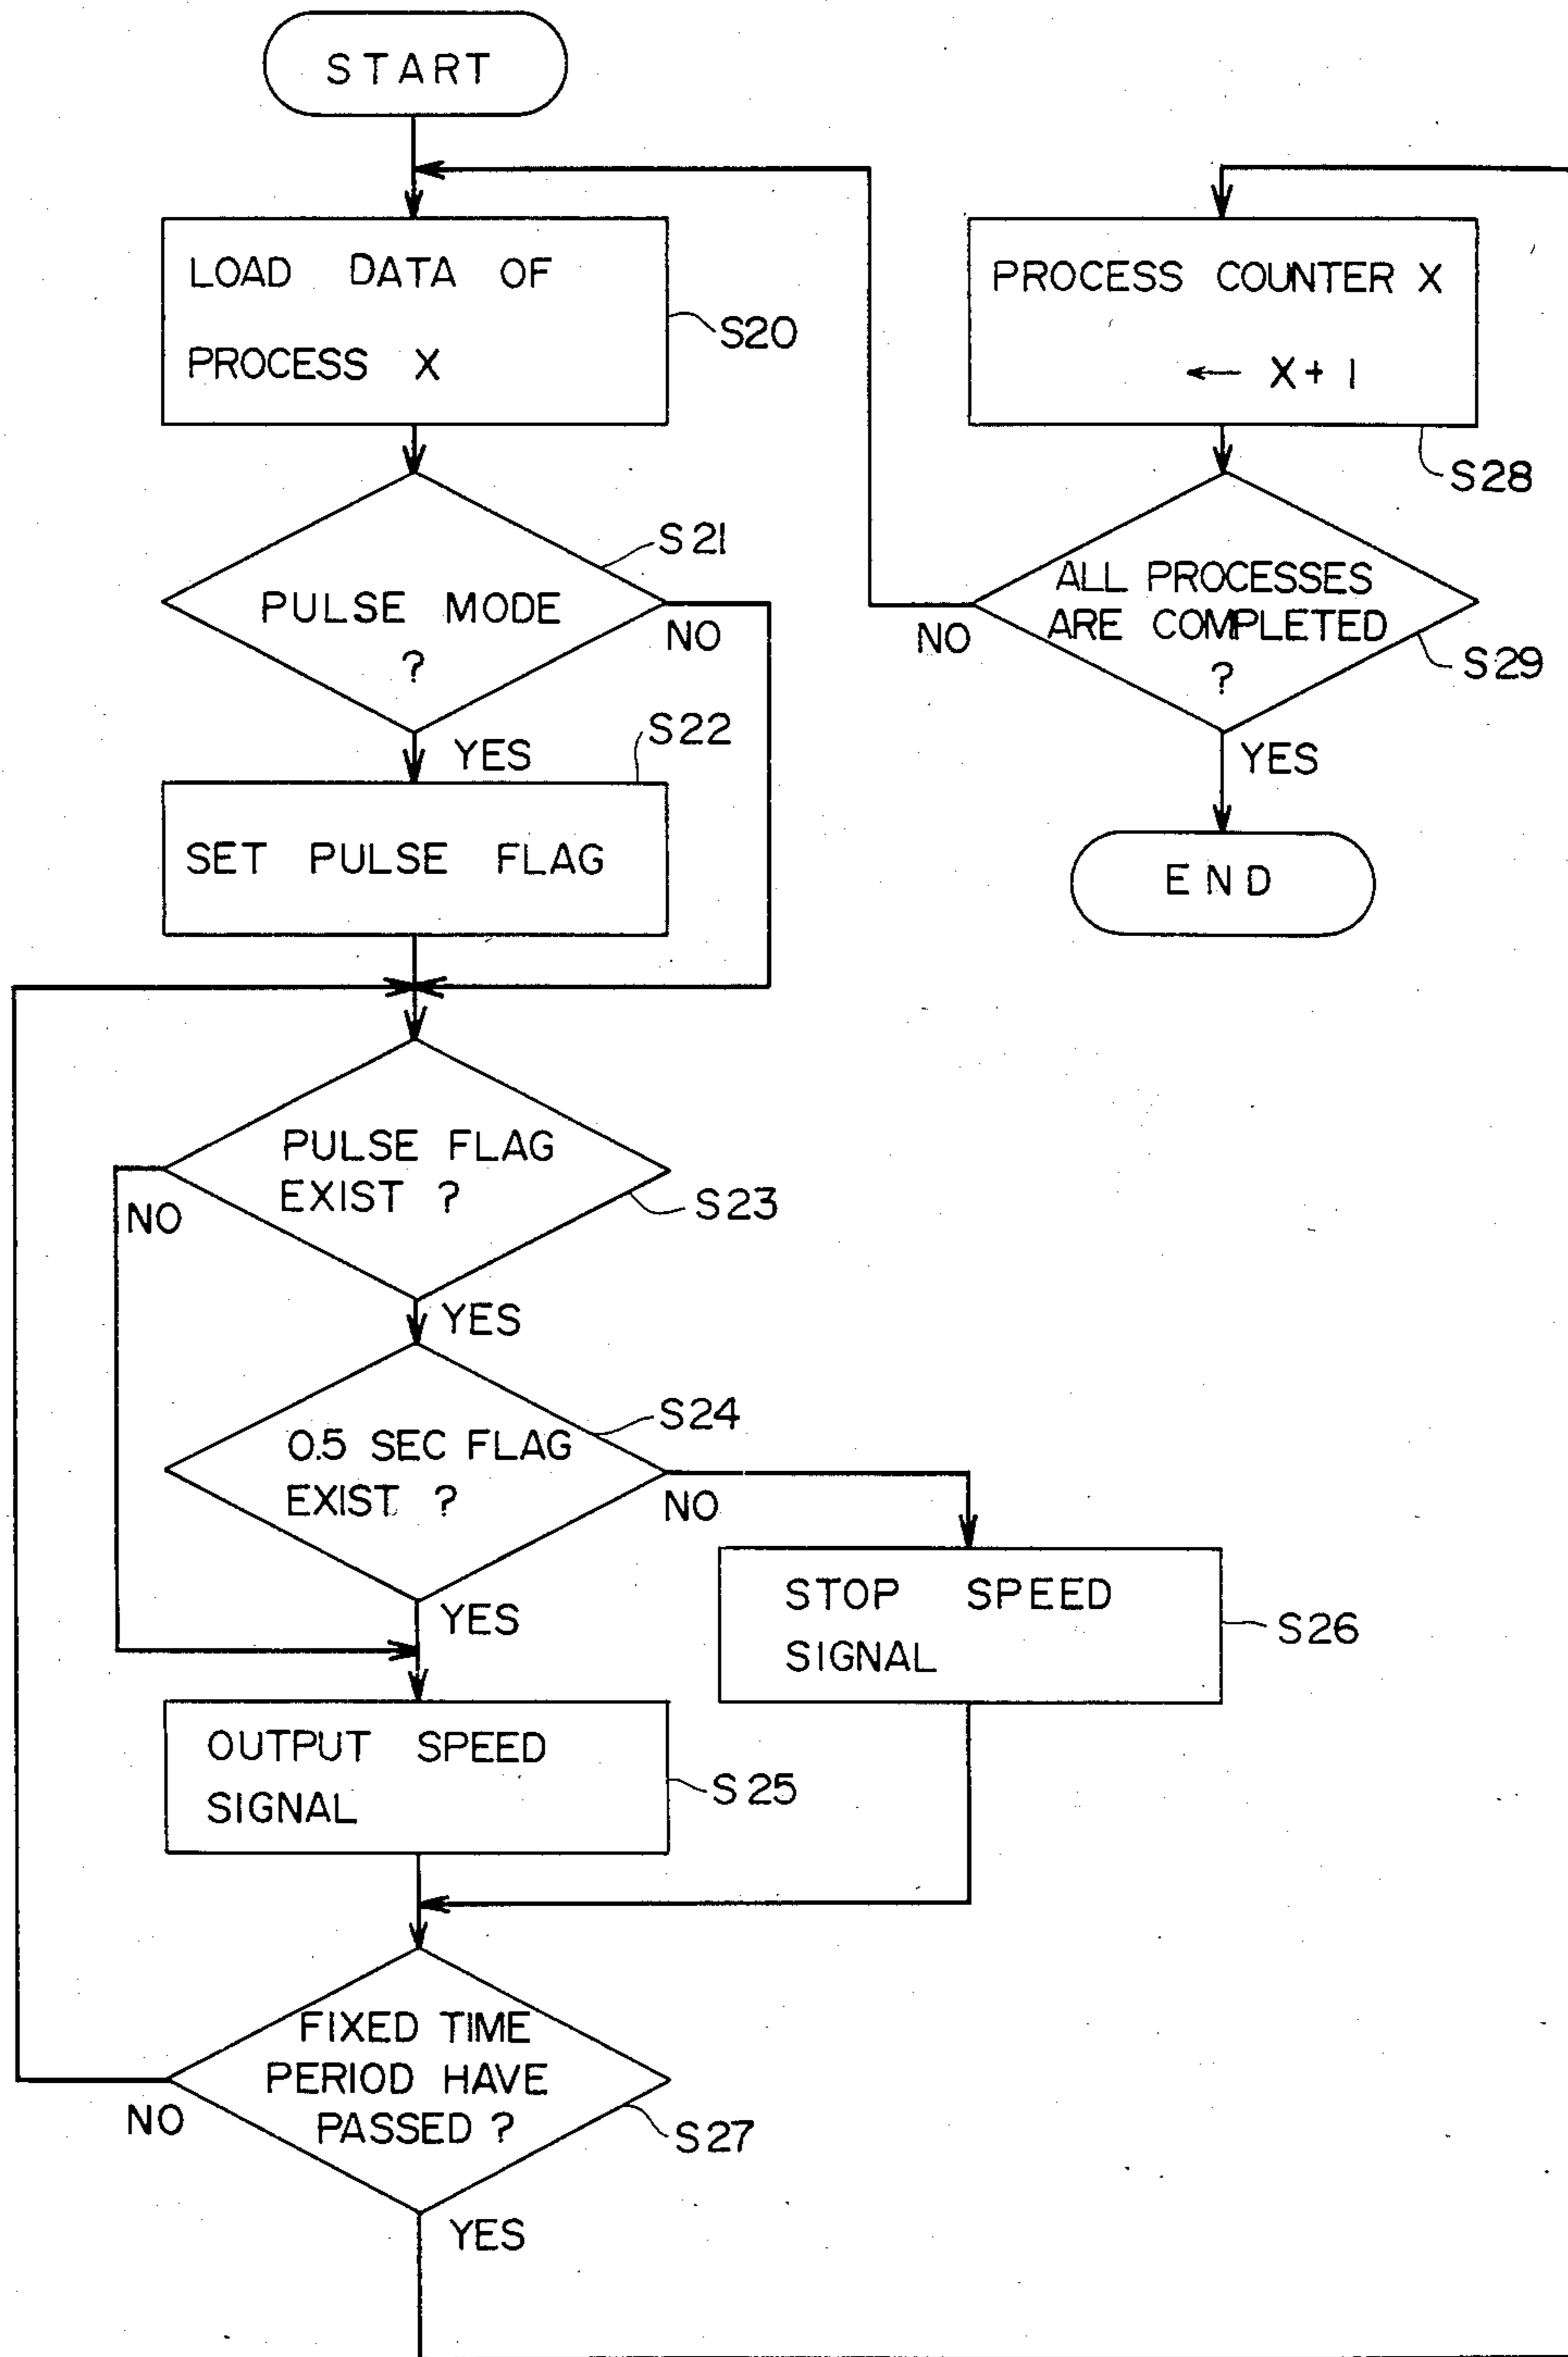 START
LOAD DATA OF
PROCESS X
S20
S21
PULSE MODE
?
NO
YES
S22
SET PULSE FLAG
PULSE FLAG
EXIST ?
S23
NO
YES
S24
0.5 SEC FLAG
EXIST ?
NO
YES
STOP SPEED
SIGNAL
S26
OUTPUT SPEED
SIGNAL
S25
FIXED TIME
PERIOD HAVE
PASSED ?
S27
NO
YES
PROCESS COUNTER X
← X+1
S28
ALL PROCESSES
ARE COMPLETED
?
S29
NO
YES
END